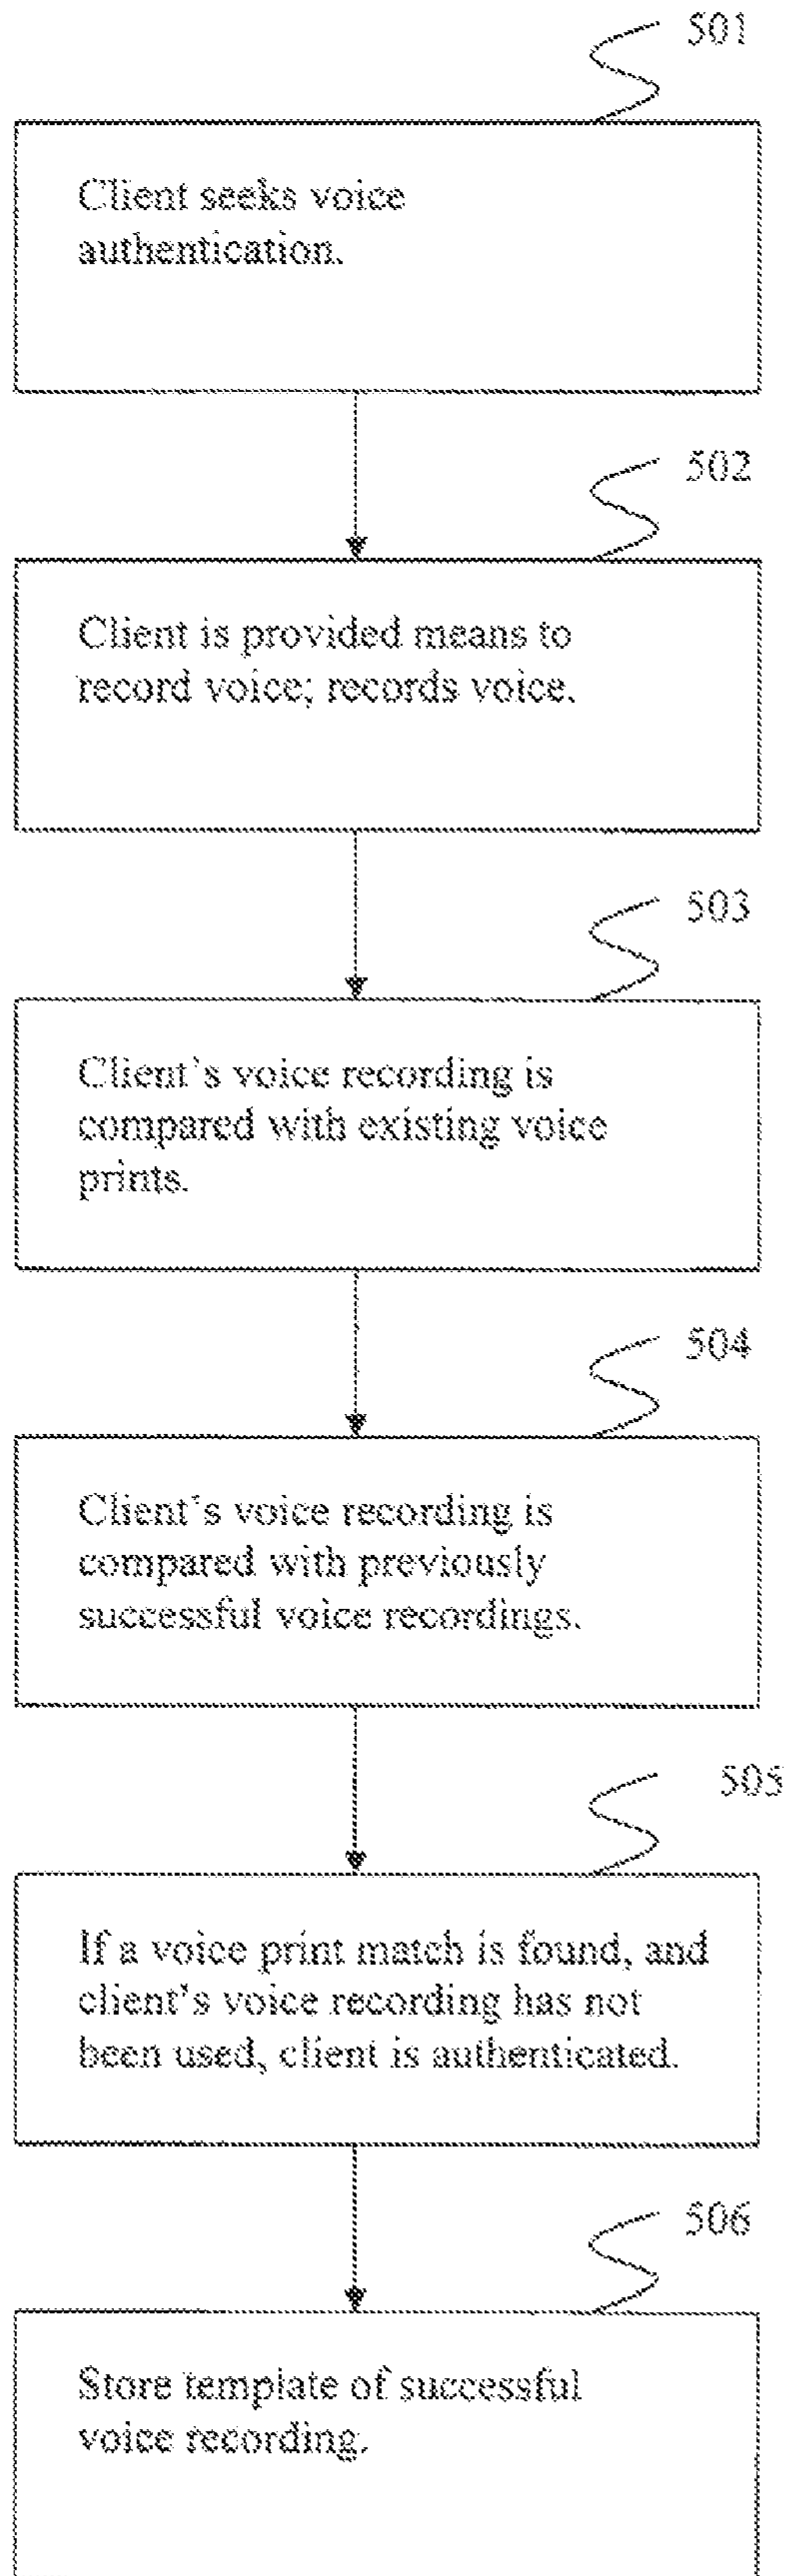 501
Client seeks voice
authentication.
502
Client is provided means to
record voice; records voice.
503
Client's voice recording is
compared with existing voice
prints.
504
Client's voice recording is
compared with previously
successful voice recordings.
505
If a voice print match is found, and
client's voice recording has not
been used, client is authenticated.
506
Store template of successful
voice recording.